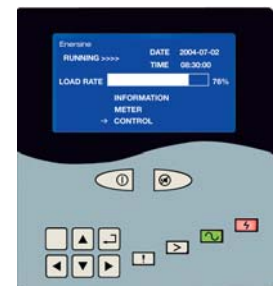 Enersine
RUNNING >>>> DATE 2004-07-02
TIME 08:30:00
LOAD RATE 76%
INFORMATION
METER
→ CONTROL